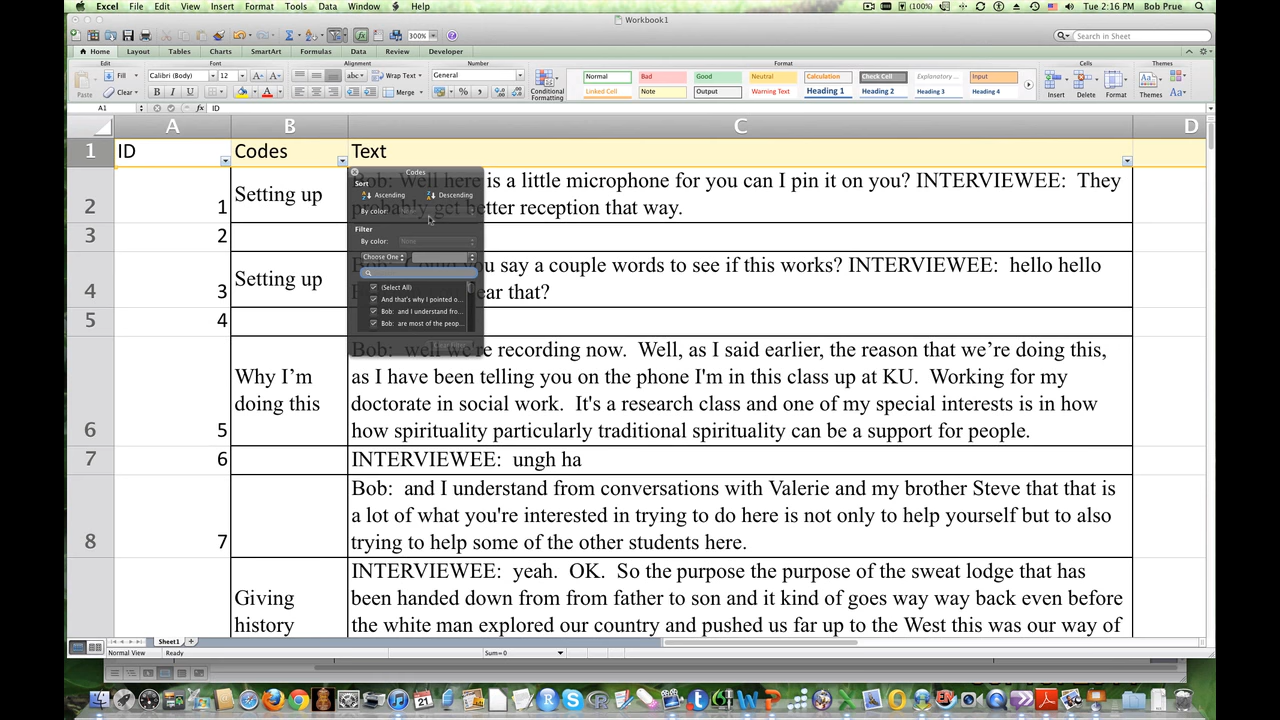 Excel File Edit View Insert Format Tools Data Window Help (100%) Tue 2:16 PM Bob Prue
Workbook1
300% Search in Sheet
Home Layout Tables Charts SmartArt Formulas Data Review Developer
Edit Font Alignment Number Format Cells Themes
Fill Calibri (Body) 12 A A abc Wrap Text General Normal Bad Good Neutral Calculation Check Cell Explanatory ... Input
Paste Clear B I U A Merge % Conditional Formatting Linked Cell Note Output Warning Text Heading 1 Heading 2 Heading 3 Heading 4 Insert Delete Format Themes Aa
A1 fx ID
A B C D
1 ID Codes Text
Codes
Sort
Ascending Descending
By color:
Filter
By color: None
Choose One
(Select All)
And that's why I pointed o...
Bob: and I understand fro...
Bob: are most of the peop...
2 1 Setting up Bob: Well here is a little microphone for you can I pin it on you? INTERVIEWEE: They
probably get better reception that way.
3 2
4 3 Setting up you say a couple words to see if this works? INTERVIEWEE: hello hello
ear that?
5 4
6 5 Why I’m
doing this
Bob: well we're recording now. Well, as I said earlier, the reason that we’re doing this,
as I have been telling you on the phone I'm in this class up at KU. Working for my
doctorate in social work. It's a research class and one of my special interests is in how
how spirituality particularly traditional spirituality can be a support for people.
7 6 INTERVIEWEE: ungh ha
8 7 Bob: and I understand from conversations with Valerie and my brother Steve that that is
a lot of what you're interested in trying to do here is not only to help yourself but to also
trying to help some of the other students here.
Giving
history
INTERVIEWEE: yeah. OK. So the purpose the purpose of the sweat lodge that has
been handed down from from father to son and it kind of goes way way back even before
the white man explored our country and pushed us far up to the West this was our way of
Sheet1
Normal View Ready Sum=0